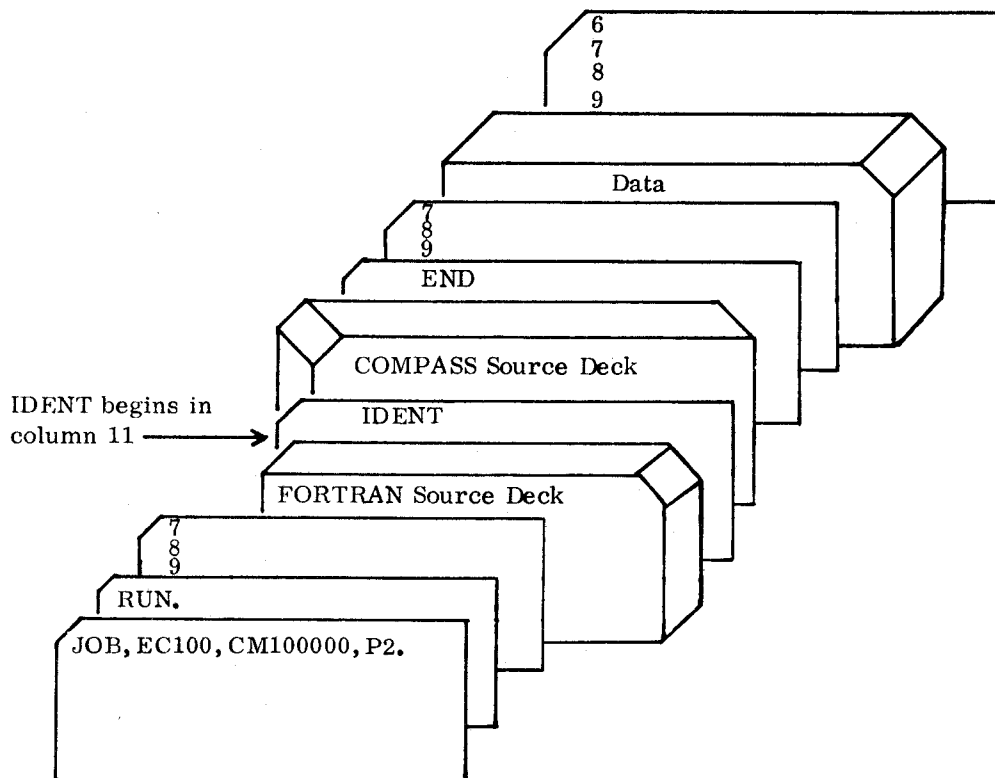 6
7
8
9
Data
7
8
9
END
COMPASS Source Deck
IDENT begins in
column 11
IDENT
FORTRAN Source Deck
7
8
9
RUN.
JOB, EC100, CM100000, P2.